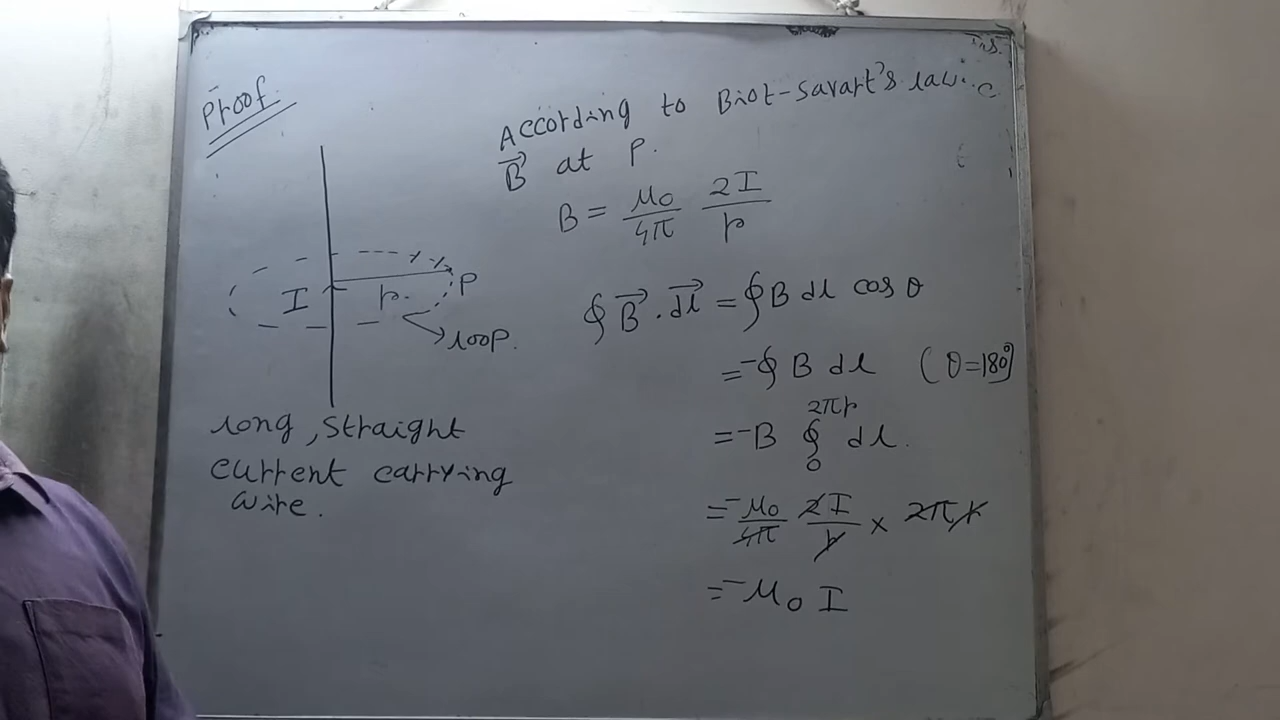 Proof.
According to Biot-Savart's law.
B⃗ at P.
B = μ₀/4π 2I/r
I r. P
loop.
∮ B⃗ . dl⃗ = ∮ B dl cos θ
= -∮ B dl (θ=180°)
= -B ∮₀^2πr dl.
= -μ₀/4π 2I/r × 2πr
= -μ₀ I
long, straight
current carrying
wire.